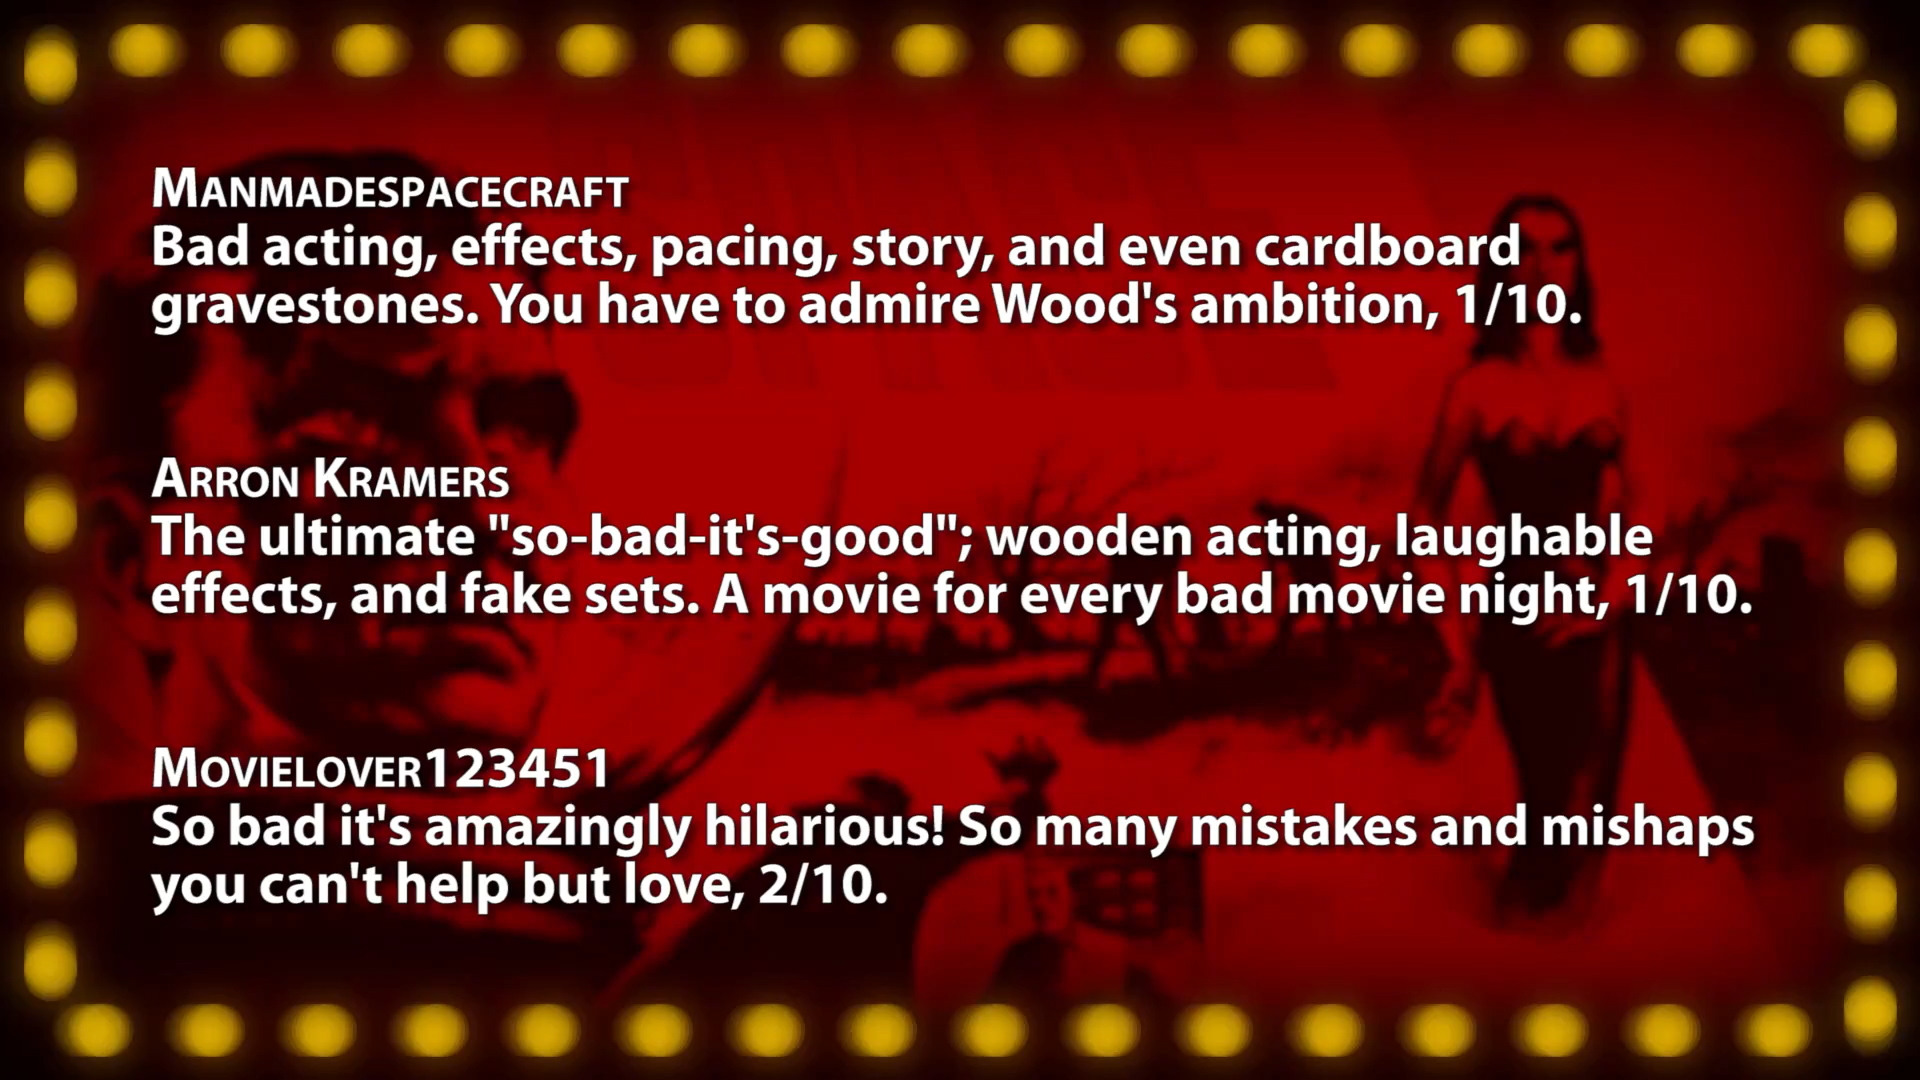 MANMADESPACECRAFT
Bad acting, effects, pacing, story, and even cardboard
gravestones. You have to admire Wood's ambition, 1/10.
ARRON KRAMERS
The ultimate "so-bad-it's-good"; wooden acting, laughable
effects, and fake sets. A movie for every bad movie night, 1/10.
MOVIELOVER123451
So bad it's amazingly hilarious! So many mistakes and mishaps
you can't help but love, 2/10.